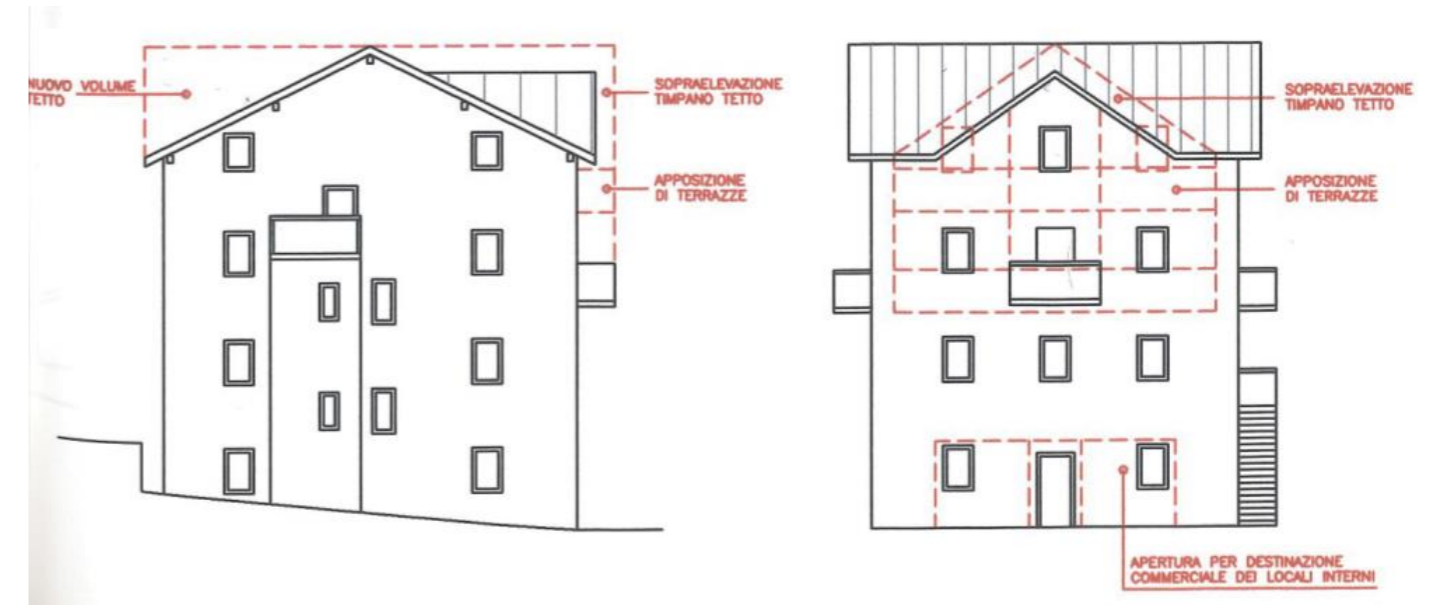 NUOVO VOLUME
TETTO
SOPRAELEVAZIONE
TIMPANO TETTO
APPOSIZIONE
DI TERRAZZE
SOPRAELEVAZIONE
TIMPANO TETTO
APPOSIZIONE
DI TERRAZZE
APERTURA PER DESTINAZIONE
COMMERCIALE DEI LOCALI INTERNI